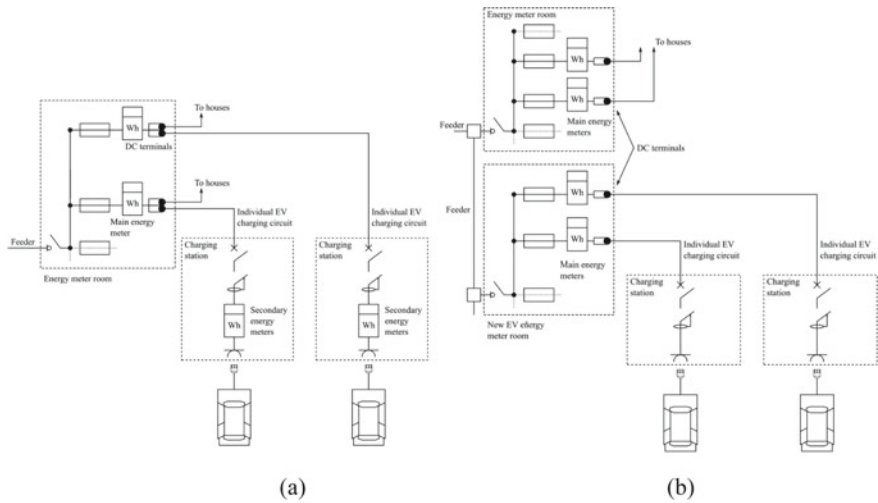 To houses
Wh
DC terminals
To houses
Wh
Individual EV
charging circuit
Individual EV
charging circuit
Main energy
meter
Feeder
Charging
station
Charging
station
Energy meter room
Secondary
energy
meters
Wh
Secondary
energy
meters
Wh
(a)
Energy meter room
To houses
Wh
Wh
Main energy
meters
Feeder
DC terminals
Feeder
Wh
Wh
Individual EV
charging circuit
Individual EV
charging circuit
Main energy
meters
Charging
station
Charging
station
New EV energy
meter room
(b)